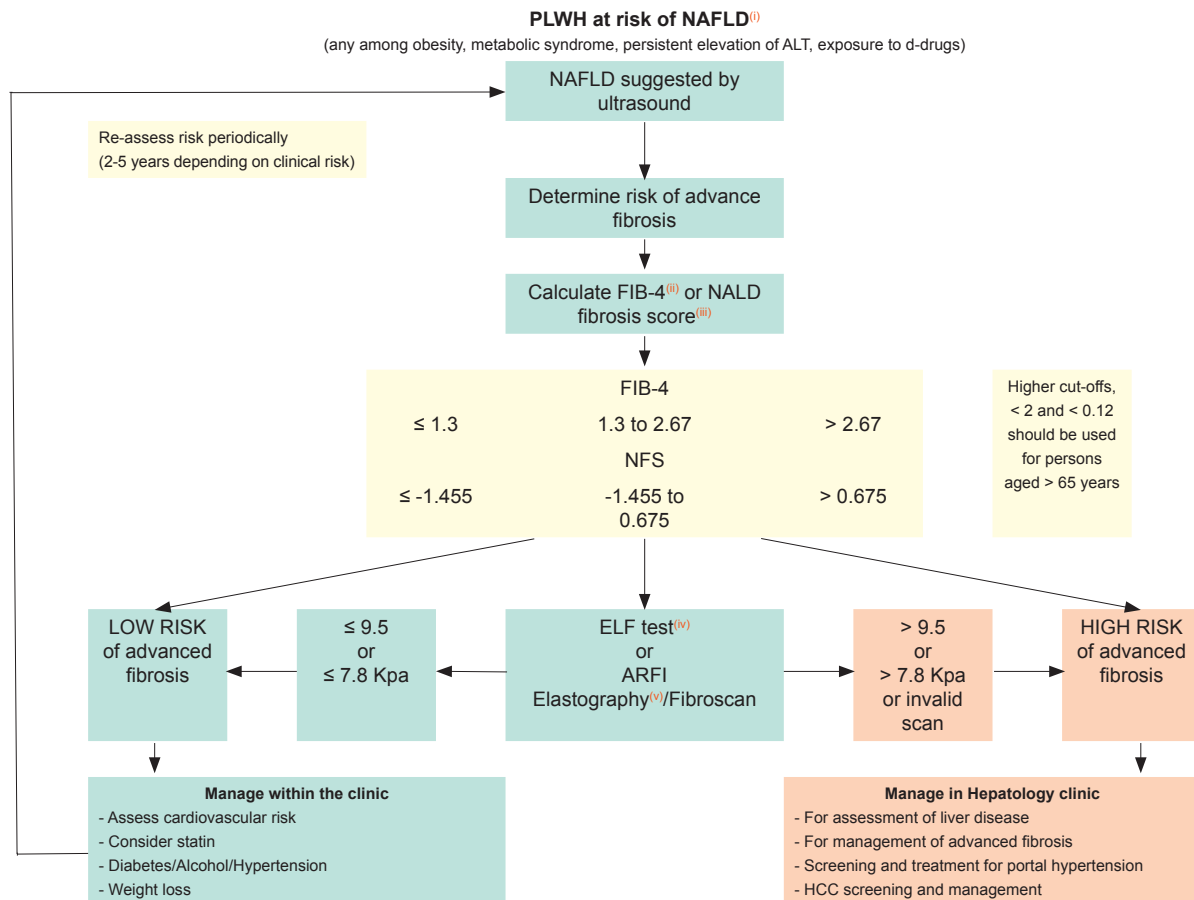 PLWH at risk of NAFLD(i)
(any among obesity, metabolic syndrome, persistent elevation of ALT, exposure to d-drugs)
NAFLD suggested by
ultrasound
Re-assess risk periodically
(2-5 years depending on clinical risk)
Determine risk of advance
fibrosis
Calculate FIB-4(ii) or NALD
fibrosis score(iii)
FIB-4
≤ 1.3 1.3 to 2.67 > 2.67
NFS
≤ -1.455 -1.455 to > 0.675
0.675
Higher cut-offs,
< 2 and < 0.12
should be used
for persons
aged > 65 years
LOW RISK
of advanced
fibrosis
≤ 9.5
or
≤ 7.8 Kpa
ELF test(iv)
or
ARFI
Elastography(v)/Fibroscan
> 9.5
or
> 7.8 Kpa
or invalid
scan
HIGH RISK
of advanced
fibrosis
Manage within the clinic
- Assess cardiovascular risk
- Consider statin
- Diabetes/Alcohol/Hypertension
- Weight loss
Manage in Hepatology clinic
- For assessment of liver disease
- For management of advanced fibrosis
- Screening and treatment for portal hypertension
- HCC screening and management